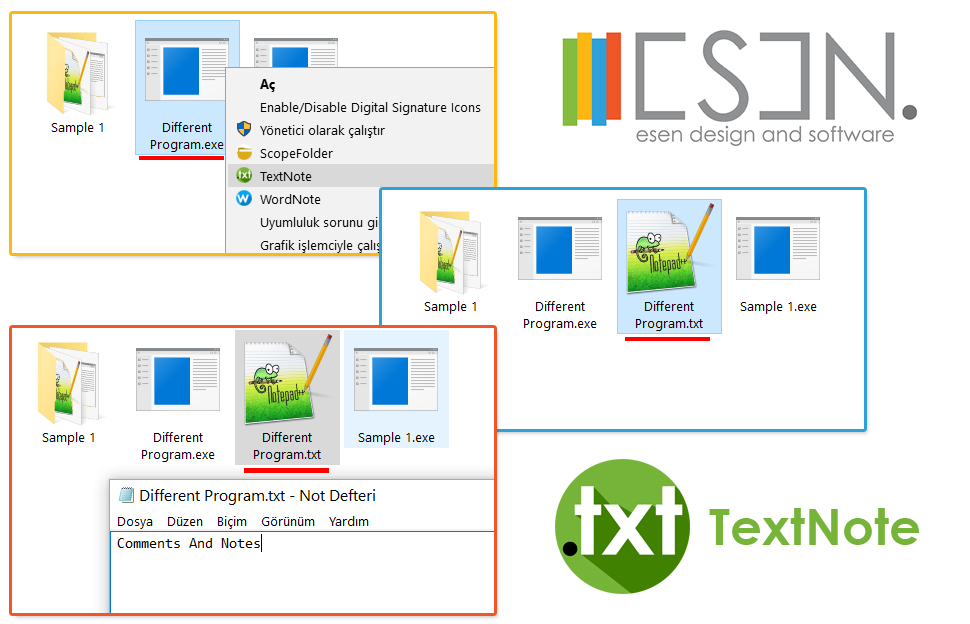 Sample 1
Different
Program.exe
Aç
Enable/Disable Digital Signature Icons
Yönetici olarak çalıştır
ScopeFolder
txt TextNote
W WordNote
Uyumluluk sorunu gi
Grafik işlemciyle çalış
ESEN.
esen design and software
Sample 1
Different
Program.exe
Notepad++
Different
Program.txt
Sample 1.exe
Sample 1
Different
Program.exe
Notepad++
Different
Program.txt
Sample 1.exe
Different Program.txt - Not Defteri
Dosya Düzen Biçim Görünüm Yardım
Comments And Notes
.txt TextNote